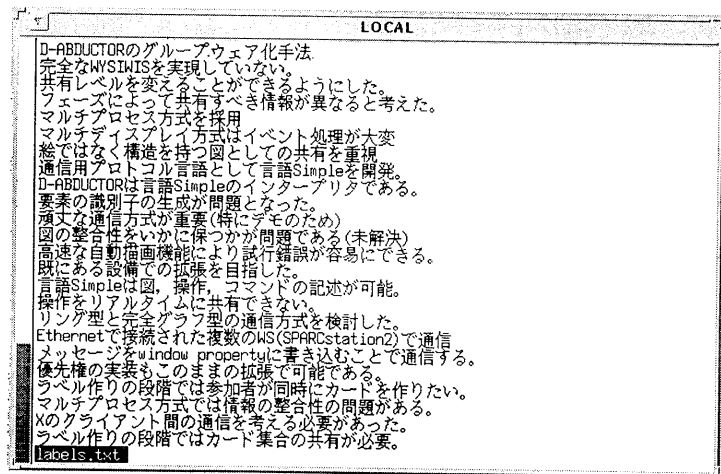 LOCAL
D-ABDUCTORのグループウェア化手法
完全なWYSIWISを実現していない。
共有レベルを変えることができるようにした。
フェーズによって共有すべき情報が異なると考えた。
マルチプロセス方式を採用
マルチディスプレイ方式はイベント処理が大変
絵ではなく構造を持つ図としての共有を重視
通信用プロトコル言語として言語Simpleを開発。
D-ABDUCTORは言語Simpleのインタープリタである。
要素の識別子の生成が問題となった。
頑丈な通信方式が重要(特にデモのため)
図の整合性をいかに保つかが問題である(未解決)
高速な自動描画機能により試行錯誤が容易にできる。
既にある設備での拡張を目指した。
言語Simpleは図，操作，コマンドの記述が可能。
操作をリアルタイムに共有できない。
リング型と完全グラフ型の通信方式を検討した。
Ethernetで接続された複数のWS(SPARCstation2)で通信
メッセージをwindow propertyに書き込むことで通信する。
優先権の実装もこのままの拡張で可能である。
ラベル作りの段階では参加者が同時にカードを作りたい。
マルチプロセス方式では情報の整合性の問題がある。
Xのクライアント間の通信を考える必要があった。
ラベル作りの段階ではカード集合の共有が必要。
labels.txt